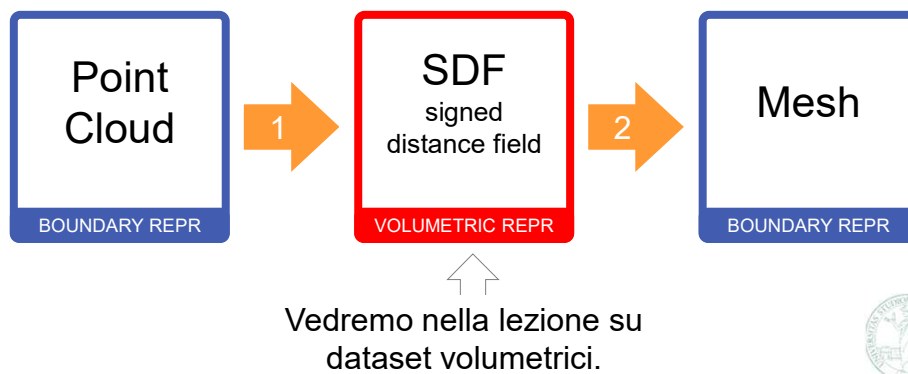 Point
Cloud
BOUNDARY REPR
1
SDF
signed
distance field
VOLUMETRIC REPR
2
Mesh
BOUNDARY REPR
Vedremo nella lezione su
dataset volumetrici.